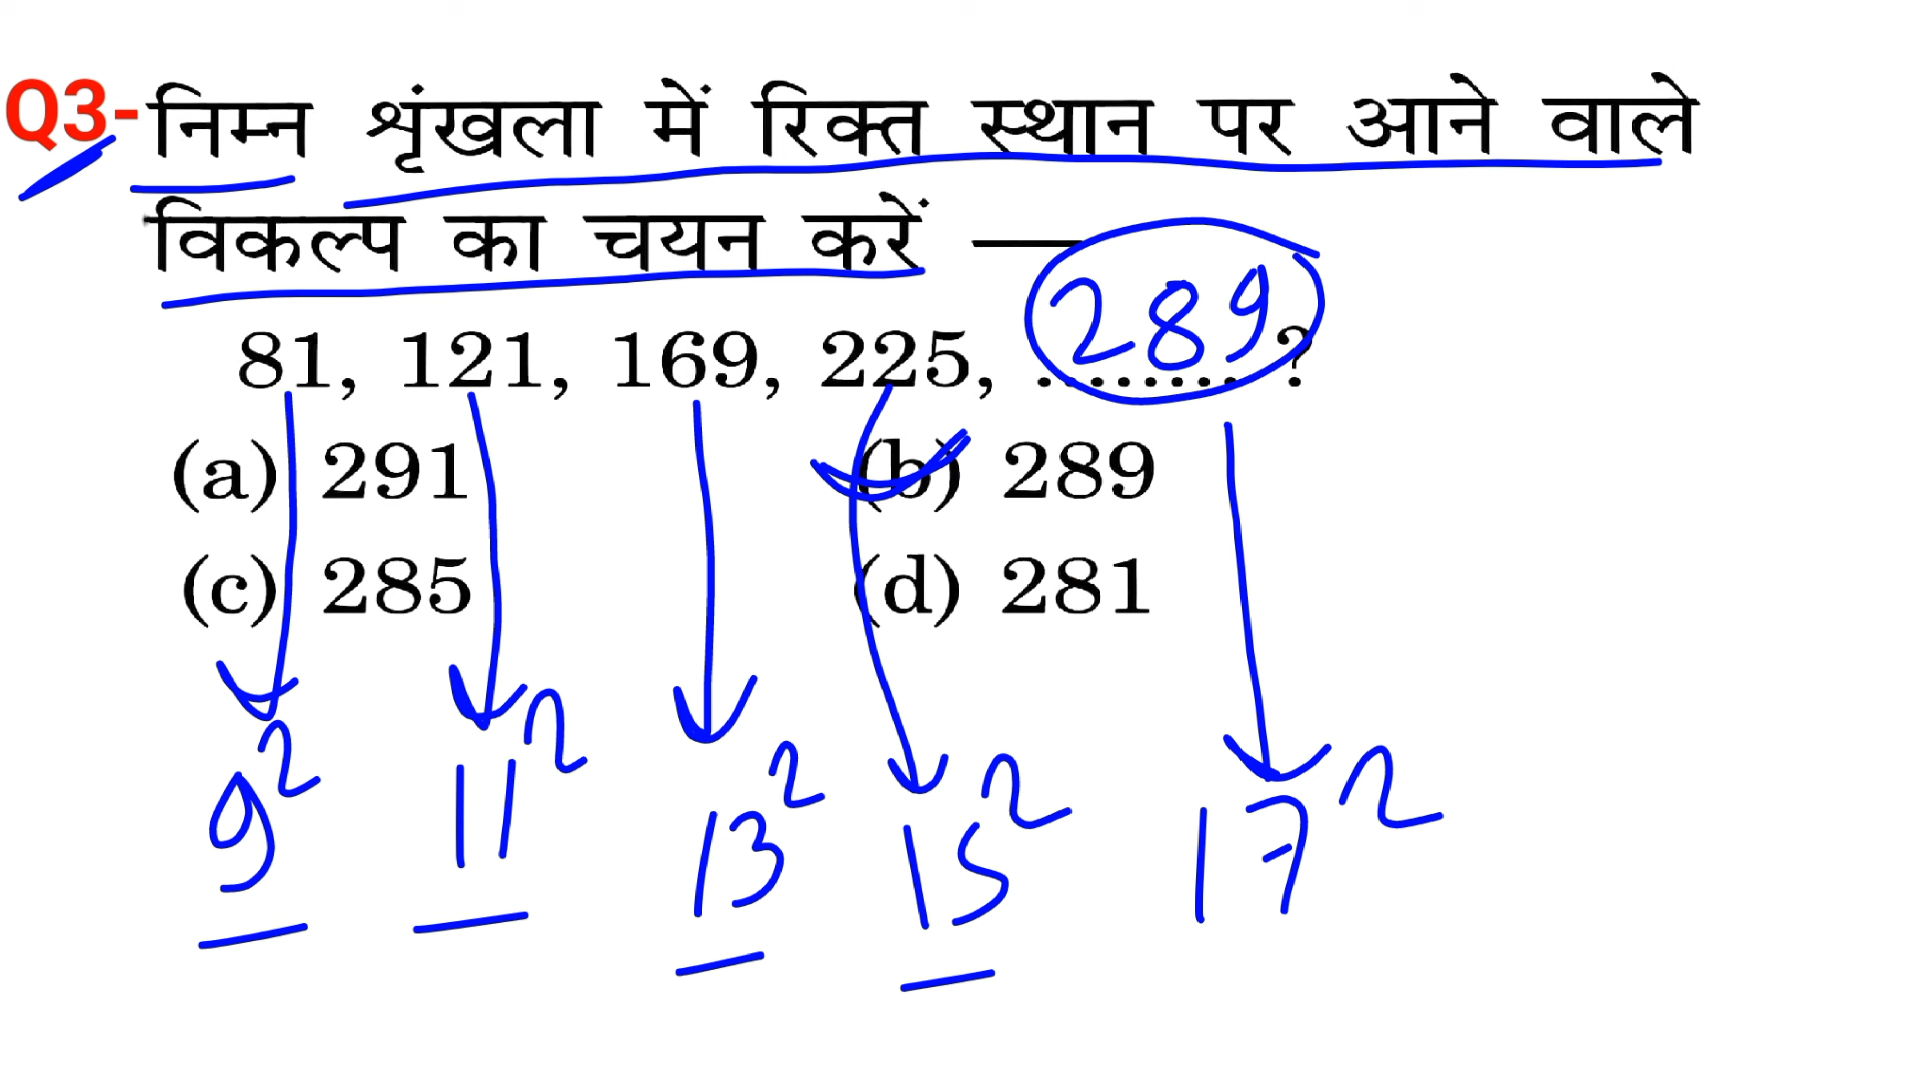 Q3- निम्न शृंखला में रिक्त स्थान पर आने वाले
विकल्प का चयन करें —
81, 121, 169, 225, ........ ?
289
(a) 291 (b) 289
(c) 285 (d) 281
9² 11² 13² 15² 17²